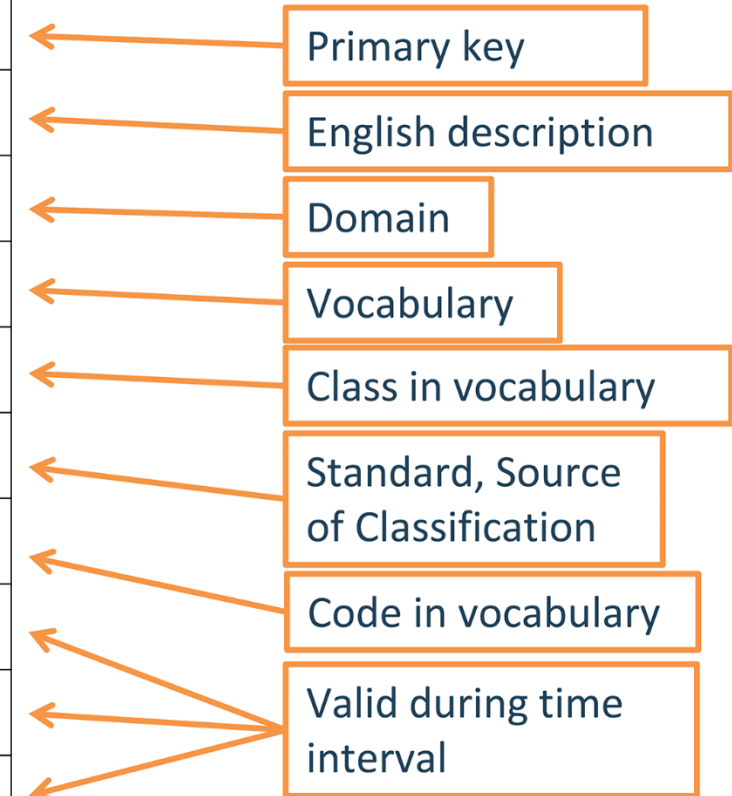 Primary key
English description
Domain
Vocabulary
Class in vocabulary
Standard, Source
of Classification
Code in vocabulary
Valid during time
interval